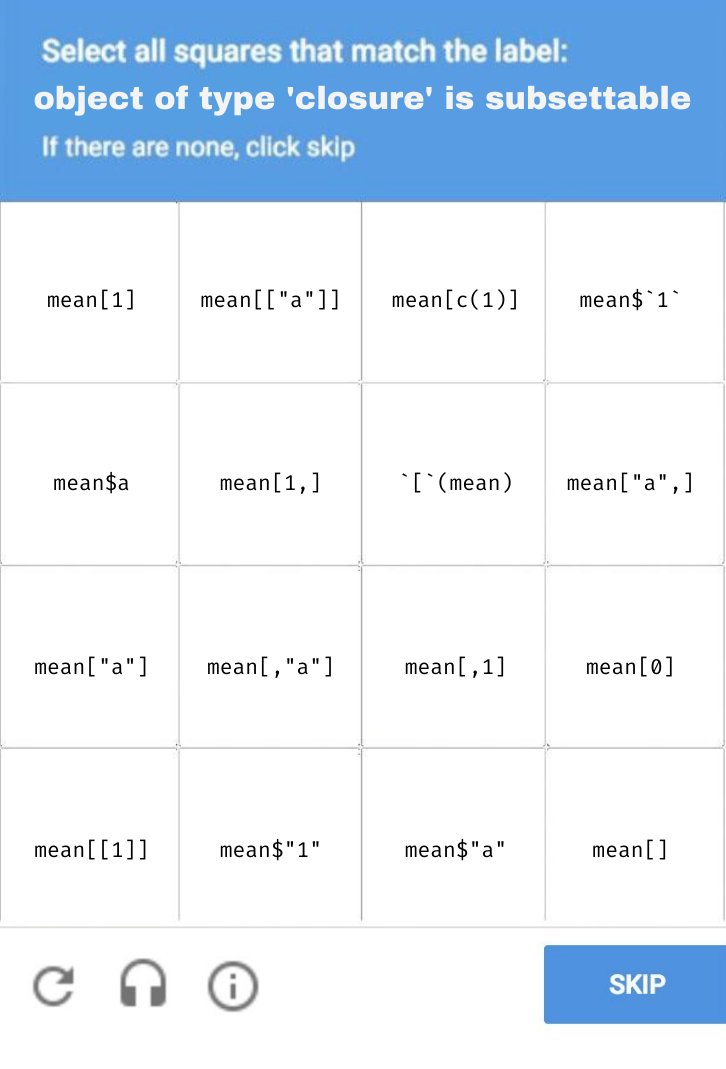 Select all squares that match the label:
object of type 'closure' is subsettable
If there are none, click skip
mean[1] mean[["a"]] mean[c(1)] mean$`1`
mean$a mean[1,] `[`(mean) mean["a",]
mean["a"] mean[,"a"] mean[,1] mean[0]
mean[[1]] mean$"1" mean$"a" mean[]
SKIP